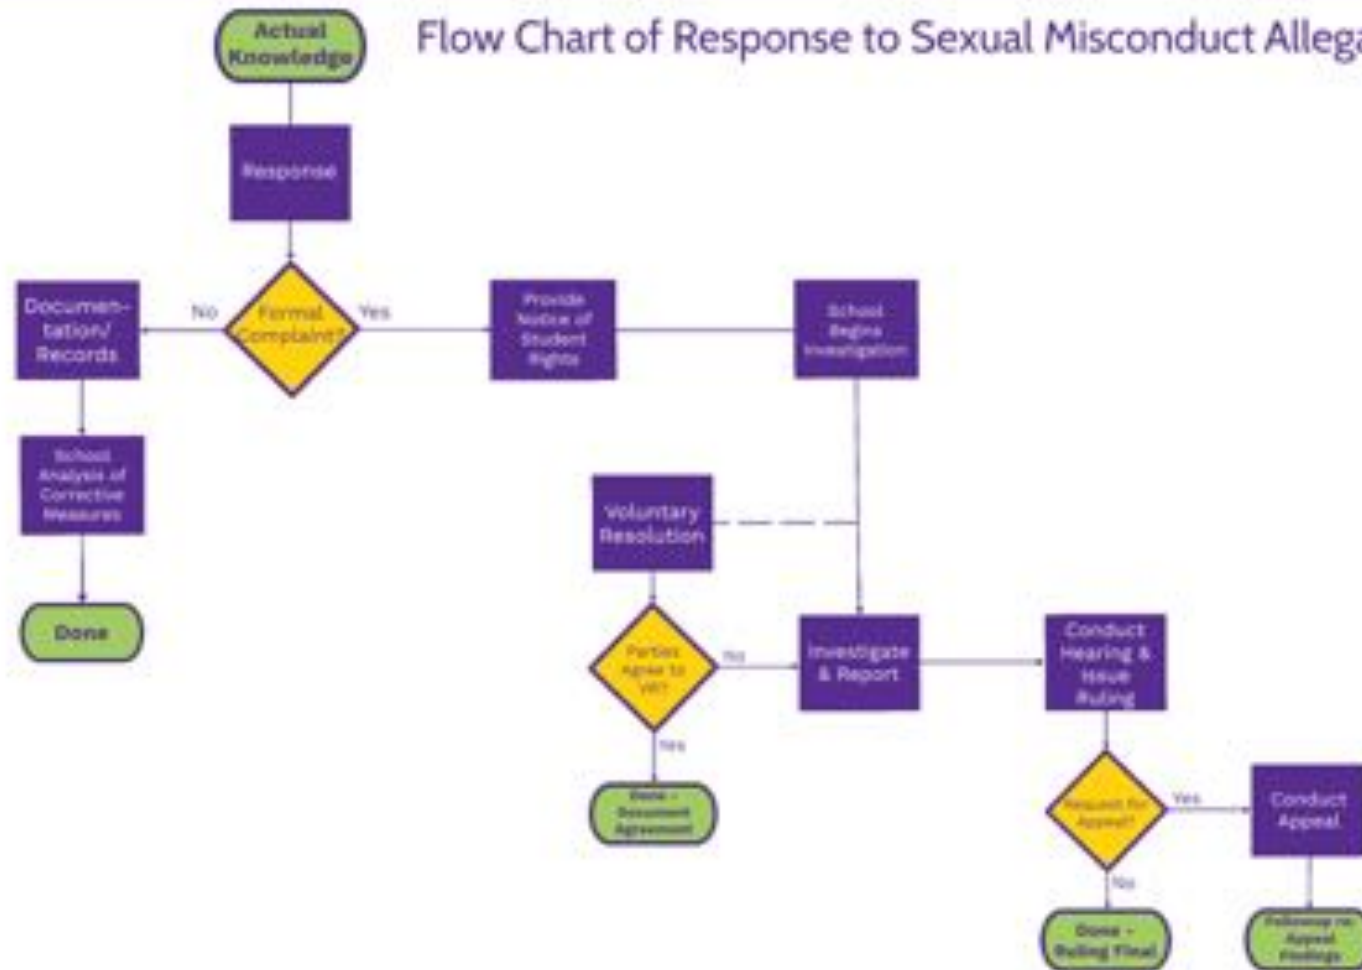 Flow Chart of Response to Sexual Misconduct Allega
Actual
Knowledge
Response
Formal
Complaint?
No
Yes
Documen-
tation/
Records
Provide
Notice of
Student
Rights
School
Begins
Investigation
School
Analysis of
Corrective
Measures
Done
Voluntary
Resolution
Parties
Agree to
VR?
No
Yes
Investigate
& Report
Conduct
Hearing &
Issue
Ruling
Done -
Document
Agreement
Request for
Appeal?
Yes
No
Conduct
Appeal
Done -
Ruling Final
Followup re:
Appeal
Findings